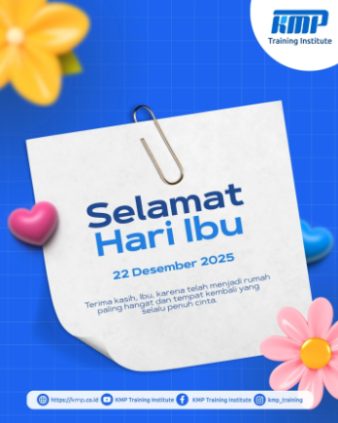 KMP
Training Institute
Selamat
Hari Ibu
22 Desember 2025
Terima kasih, Ibu, karena telah menjadi rumah
paling hangat dan tempat kembali yang
selalu penuh cinta.
https://kmp.co.id KMP Training Institute KMP Training Institute kmp_training